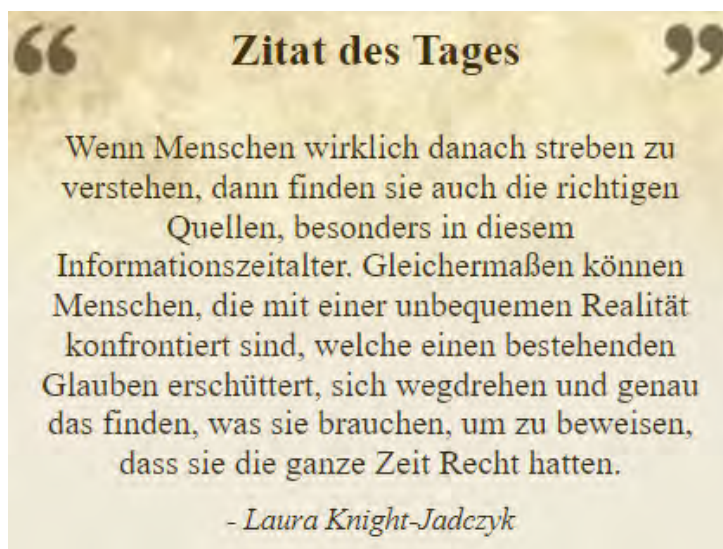 “ Zitat des Tages ”
Wenn Menschen wirklich danach streben zu
verstehen, dann finden sie auch die richtigen
Quellen, besonders in diesem
Informationszeitalter. Gleichermaßen können
Menschen, die mit einer unbequemen Realität
konfrontiert sind, welche einen bestehenden
Glauben erschüttert, sich wegdrehen und genau
das finden, was sie brauchen, um zu beweisen,
dass sie die ganze Zeit Recht hatten.
- Laura Knight-Jadczyk